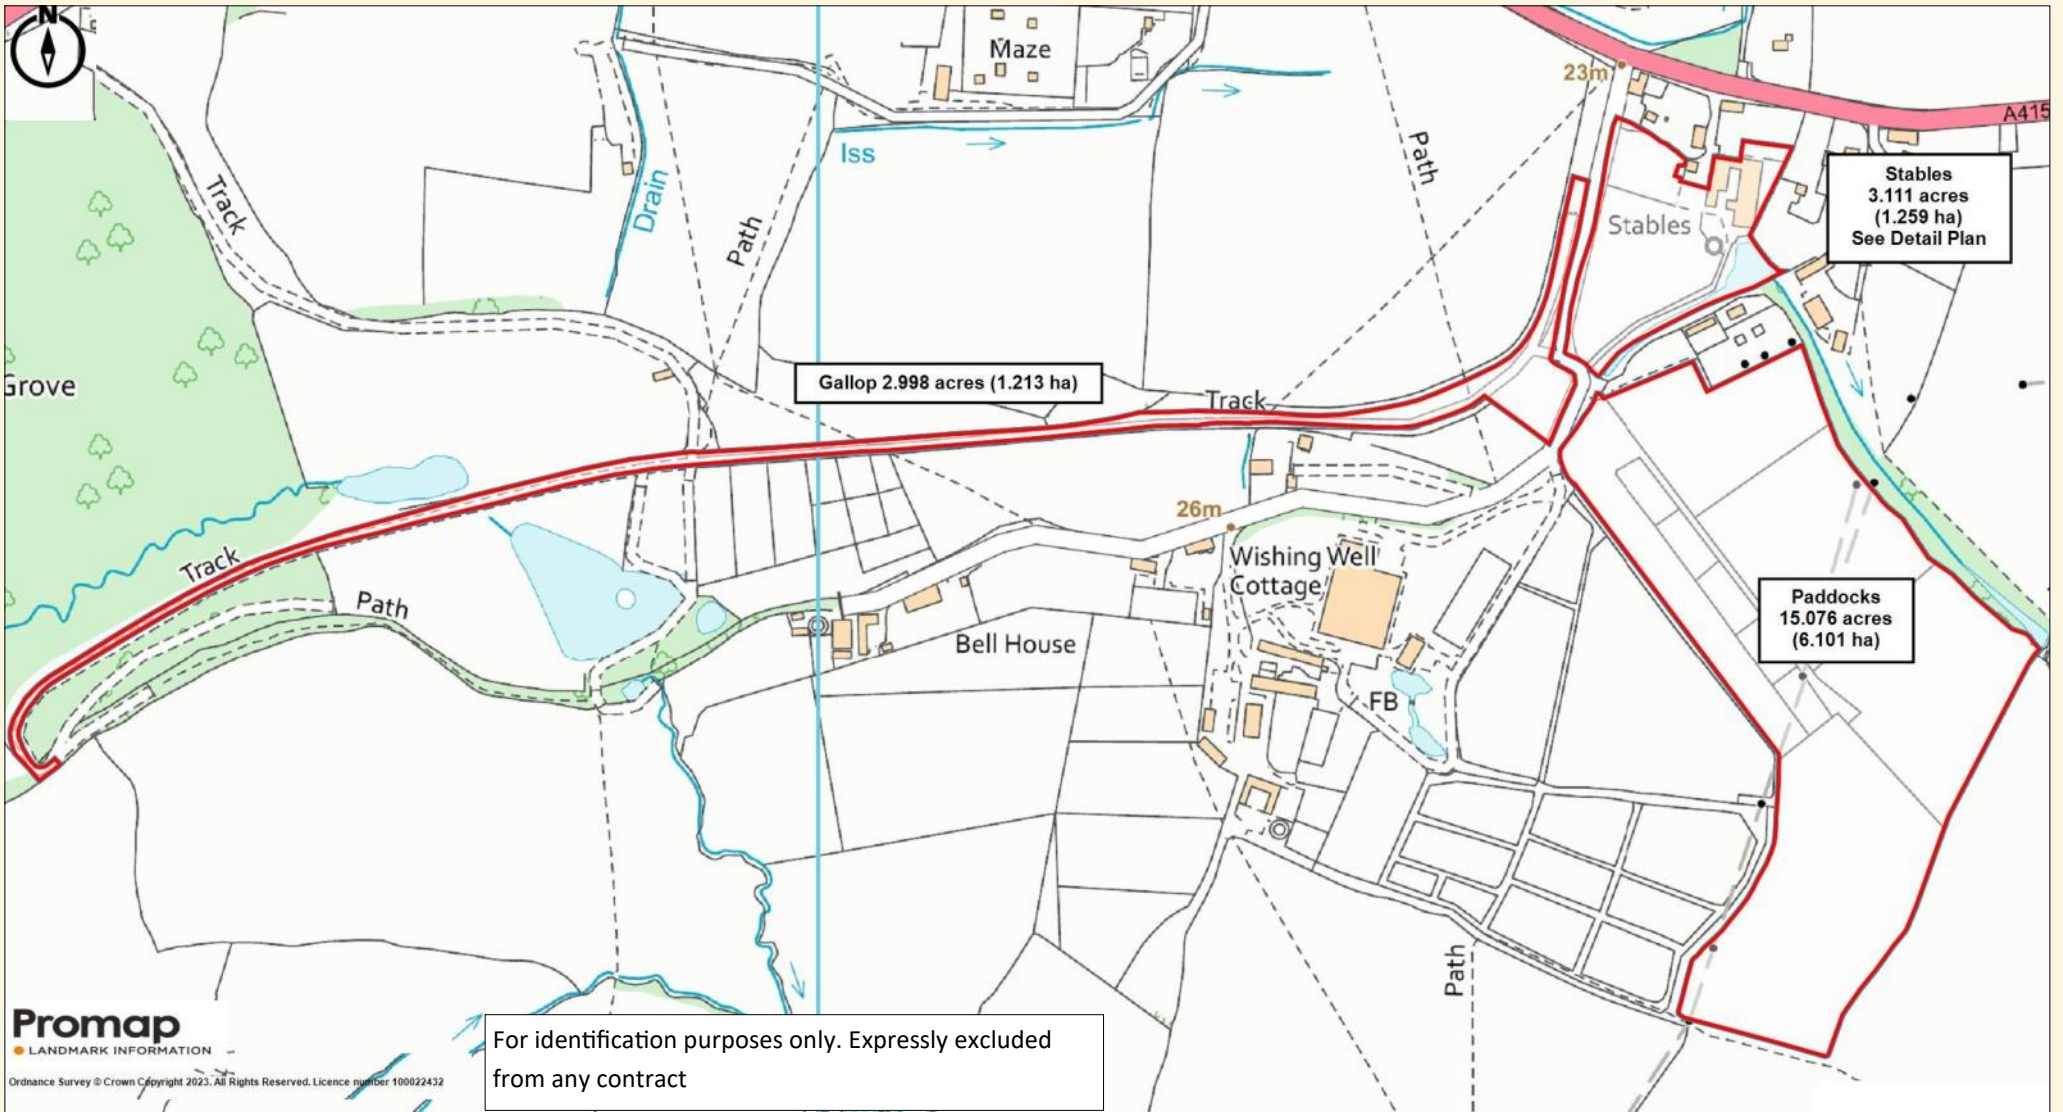 N
Maze
23m
A415
Path
Iss
Drain
Track
Path
Stables
3.111 acres
(1.259 ha)
See Detail Plan
Stables
Grove
Gallop 2.998 acres (1.213 ha)
Track
26m
Wishing Well
Cottage
Track
Path
Bell House
FB
Paddocks
15.076 acres
(6.101 ha)
Path
Promap
LANDMARK INFORMATION
For identification purposes only. Expressly excluded
from any contract
Ordnance Survey © Crown Copyright 2023. All Rights Reserved. Licence number 100022432